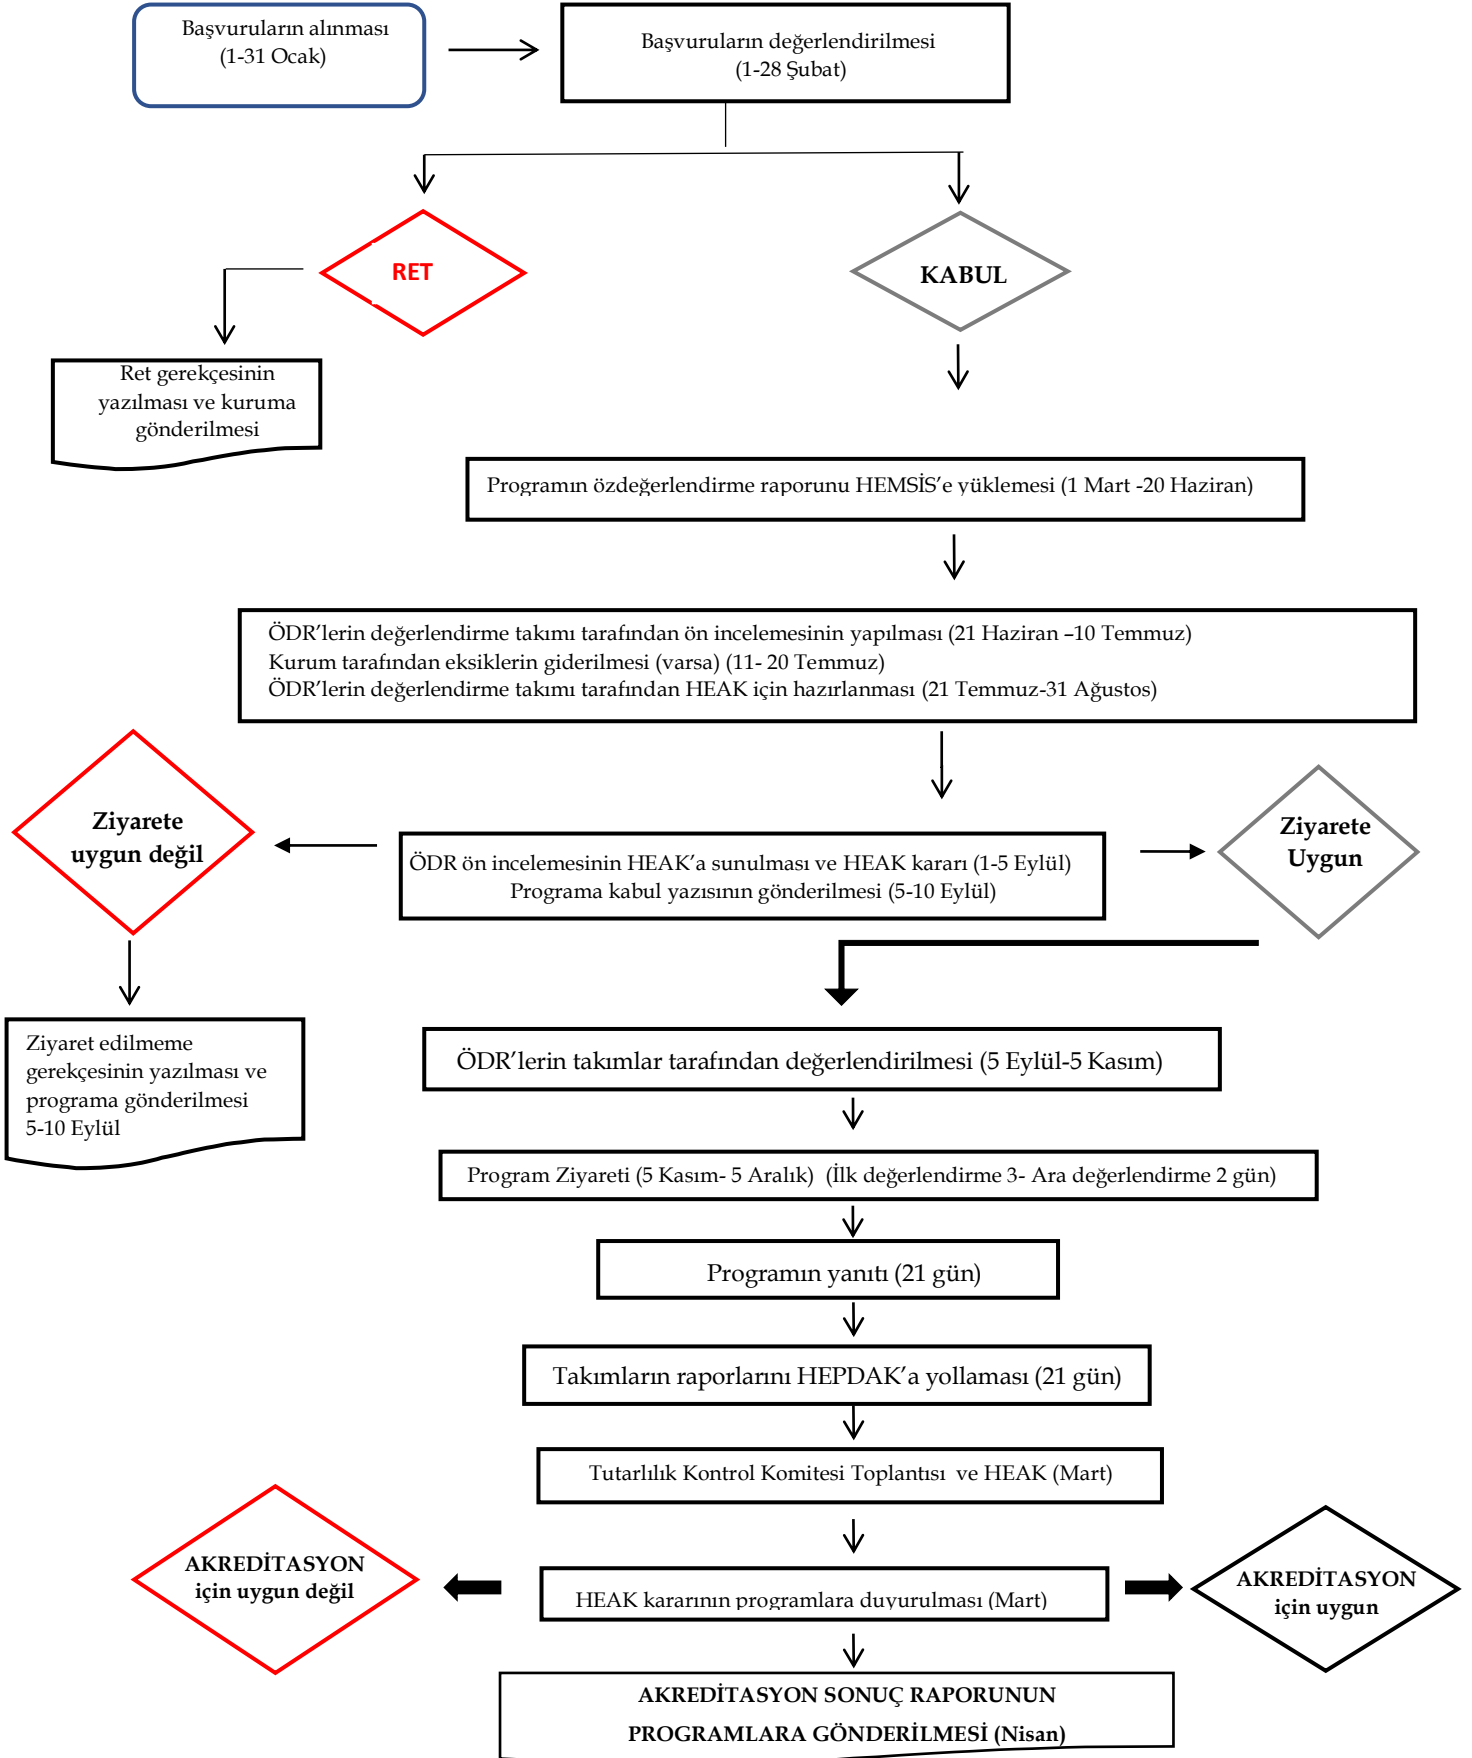 Başvuruların alınması
(1-31 Ocak)
Başvuruların değerlendirilmesi
(1-28 Şubat)
RET
KABUL
Ret gerekçesinin
yazılması ve kuruma
gönderilmesi
Programın özdeğerlendirme raporunu HEMSİS’e yüklemesi (1 Mart -20 Haziran)
ÖDR’lerin değerlendirme takımı tarafından ön incelemesinin yapılması (21 Haziran –10 Temmuz)
Kurum tarafından eksiklerin giderilmesi (varsa) (11- 20 Temmuz)
ÖDR’lerin değerlendirme takımı tarafından HEAK için hazırlanması (21 Temmuz-31 Ağustos)
Ziyarete
uygun değil
ÖDR ön incelemesinin HEAK’a sunulması ve HEAK kararı (1-5 Eylül)
Programa kabul yazısının gönderilmesi (5-10 Eylül)
Ziyarete
Uygun
Ziyaret edilmeme
gerekçesinin yazılması ve
programa gönderilmesi
5-10 Eylül
ÖDR’lerin takımlar tarafından değerlendirilmesi (5 Eylül-5 Kasım)
Program Ziyareti (5 Kasım- 5 Aralık)  (İlk değerlendirme 3- Ara değerlendirme 2 gün)
Programın yanıtı (21 gün)
Takımların raporlarını HEPDAK’a yollaması (21 gün)
Tutarlılık Kontrol Komitesi Toplantısı  ve HEAK (Mart)
AKREDİTASYON
için uygun değil
HEAK kararının programlara duyurulması (Mart)
AKREDİTASYON
için uygun
AKREDİTASYON SONUÇ RAPORUNUN
PROGRAMLARA GÖNDERİLMESİ (Nisan)